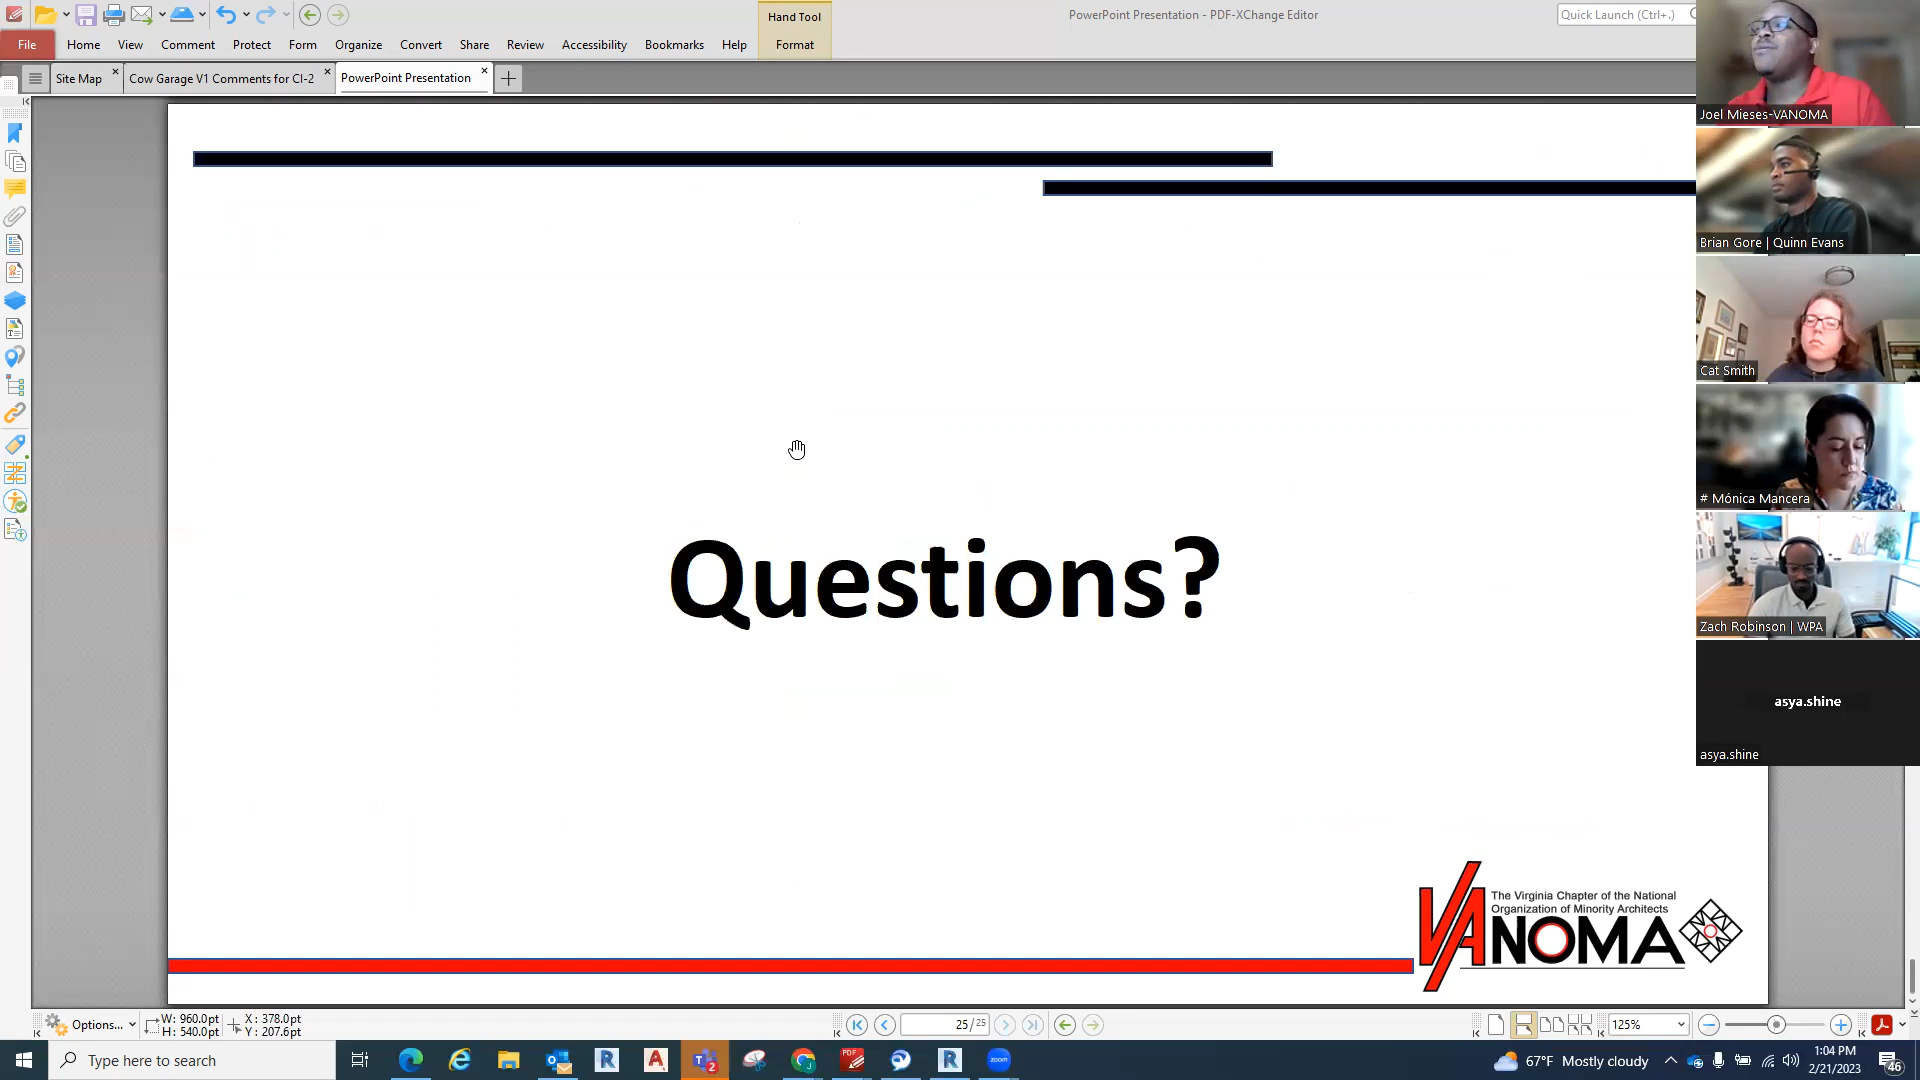 Hand Tool
PowerPoint Presentation - PDF-XChange Editor
Quick Launch (Ctrl+.)
File
Home
View
Comment
Protect
Form
Organize
Convert
Share
Review
Accessibility
Bookmarks
Help
Format
Site Map
Cow Garage V1 Comments for CI-2
PowerPoint Presentation
Joel Mieses-VANOMA
Brian Gore | Quinn Evans
Cat Smith
# Mónica Mancera
Zach Robinson | WPA
asya.shine
asya.shine
Questions?
The Virginia Chapter of the National
Organization of Minority Architects
VANOMA
Options...
W: 960.0pt
H: 540.0pt
X: 378.0pt
Y: 207.6pt
25/25
125%
Type here to search
67°F Mostly cloudy
1:04 PM
2/21/2023
46